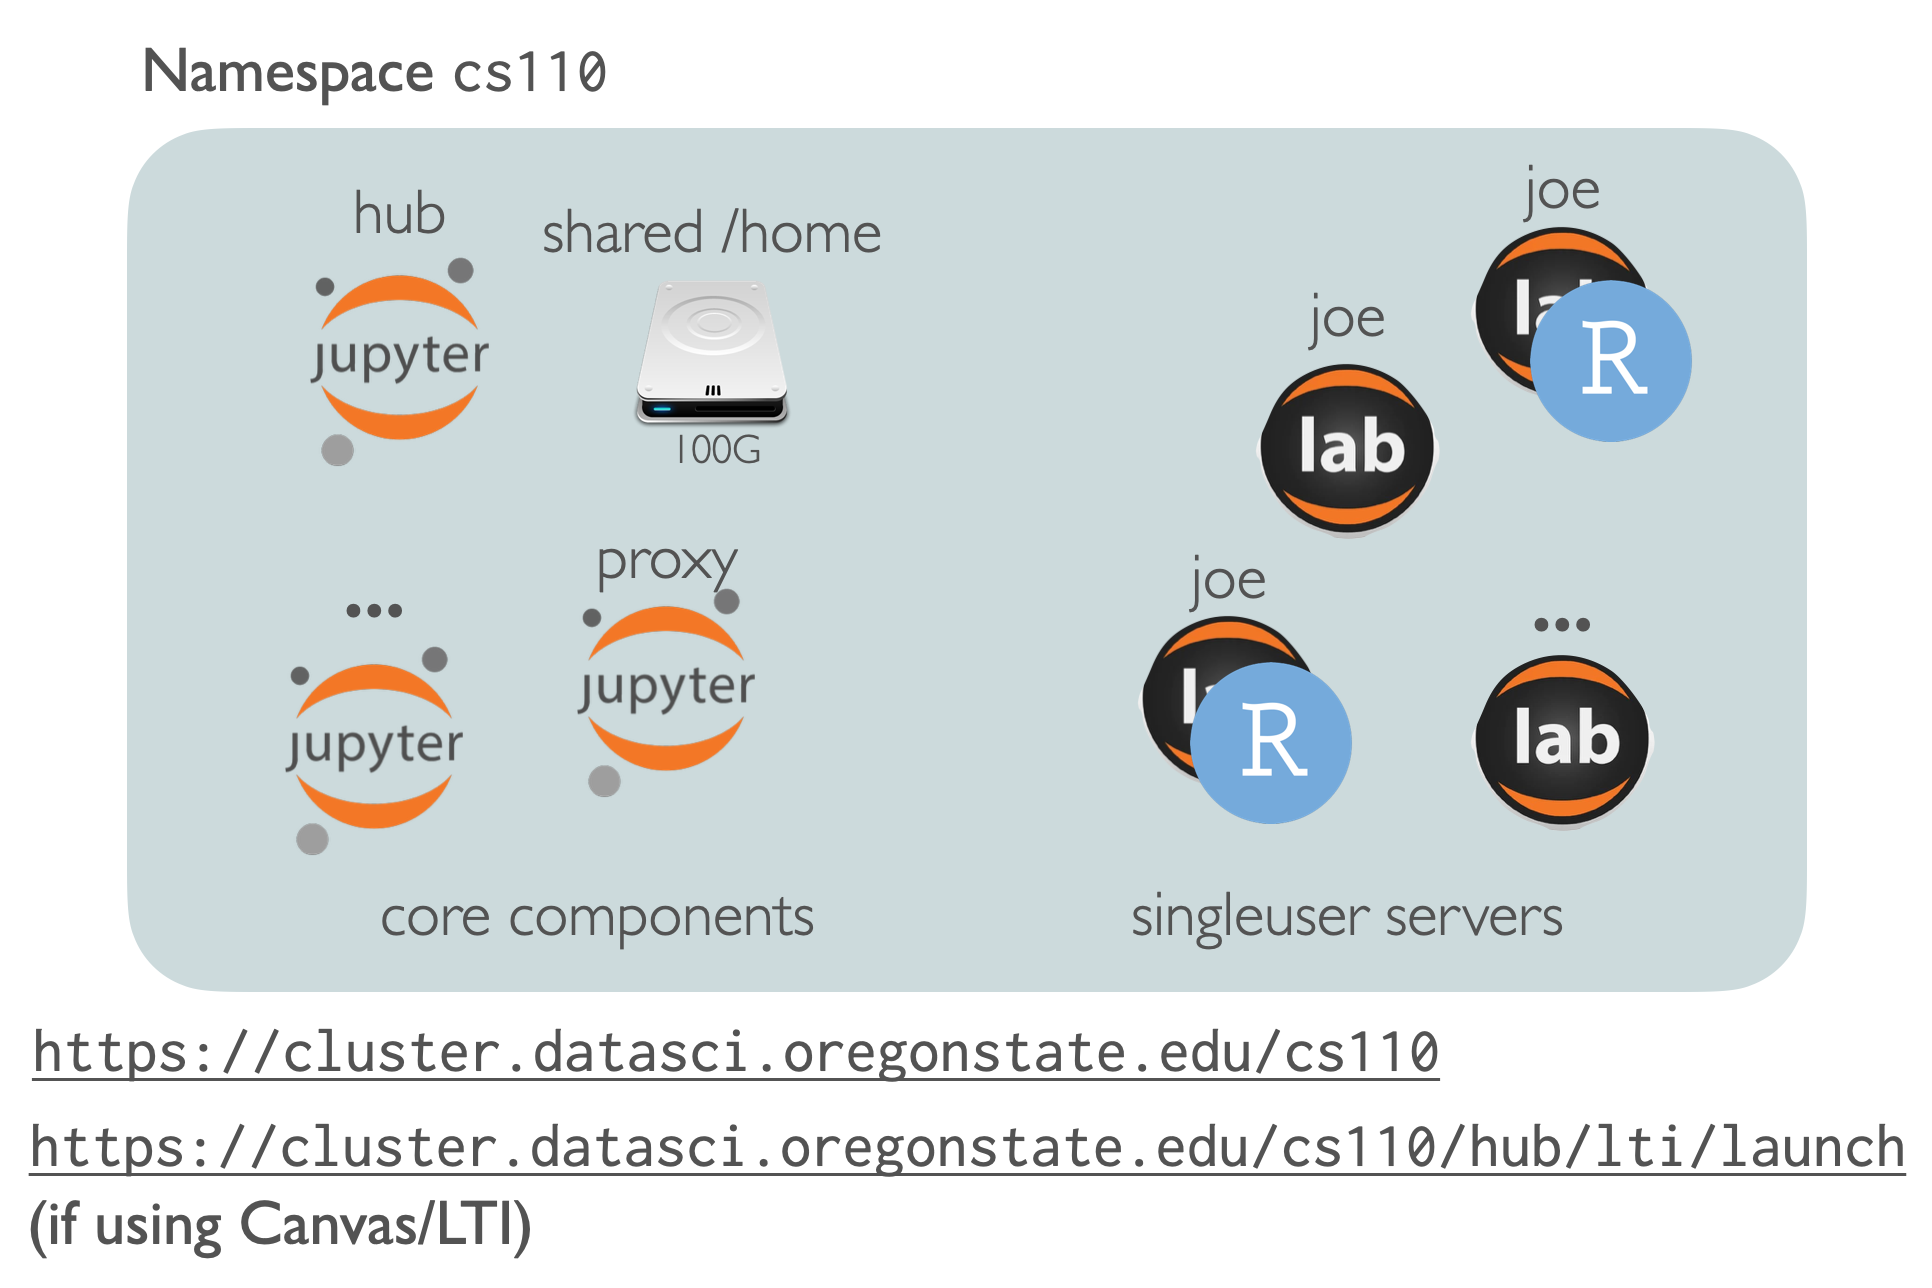 Namespace cs110
hub
shared /home
jupyter
100G
proxy
...
jupyter
jupyter
core components
joe
joe
la
R
lab
joe
...
l
R
lab
singleuser servers
https://cluster.datasci.oregonstate.edu/cs110
https://cluster.datasci.oregonstate.edu/cs110/hub/lti/launch
(if using Canvas/LTI)